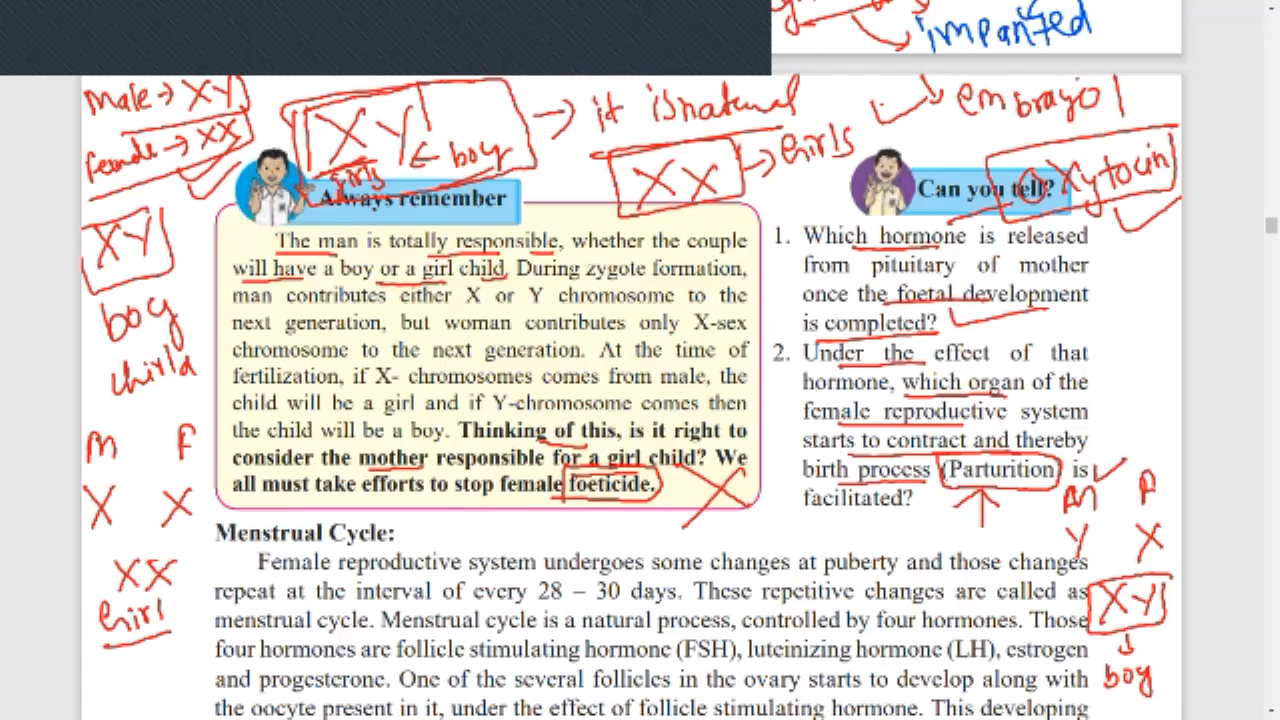 impanted
male → XY
female → XX
XY
← boy
girls
→ it is natural
XX → Girls
embrayol
Oxytocin
Always remember
The man is totally responsible, whether the couple
will have a boy or a girl child. During zygote formation,
man contributes either X or Y chromosome to the
next generation, but woman contributes only X-sex
chromosome to the next generation. At the time of
fertilization, if X- chromosomes comes from male, the
child will be a girl and if Y-chromosome comes then
the child will be a boy. Thinking of this, is it right to
consider the mother responsible for a girl child? We
all must take efforts to stop female foeticide.
Can you tell?
1. Which hormone is released
from pituitary of mother
once the foetal development
is completed?
2. Under the effect of that
hormone, which organ of the
female reproductive system
starts to contract and thereby
birth process (Parturition) is
facilitated?
XY
boy
M F
X X
XX
Girl
M F
Y X
XY
boy
Menstrual Cycle:
Female reproductive system undergoes some changes at puberty and those changes
repeat at the interval of every 28 – 30 days. These repetitive changes are called as
menstrual cycle. Menstrual cycle is a natural process, controlled by four hormones. Those
four hormones are follicle stimulating hormone (FSH), luteinizing hormone (LH), estrogen
and progesterone. One of the several follicles in the ovary starts to develop along with
the oocyte present in it, under the effect of follicle stimulating hormone. This developing